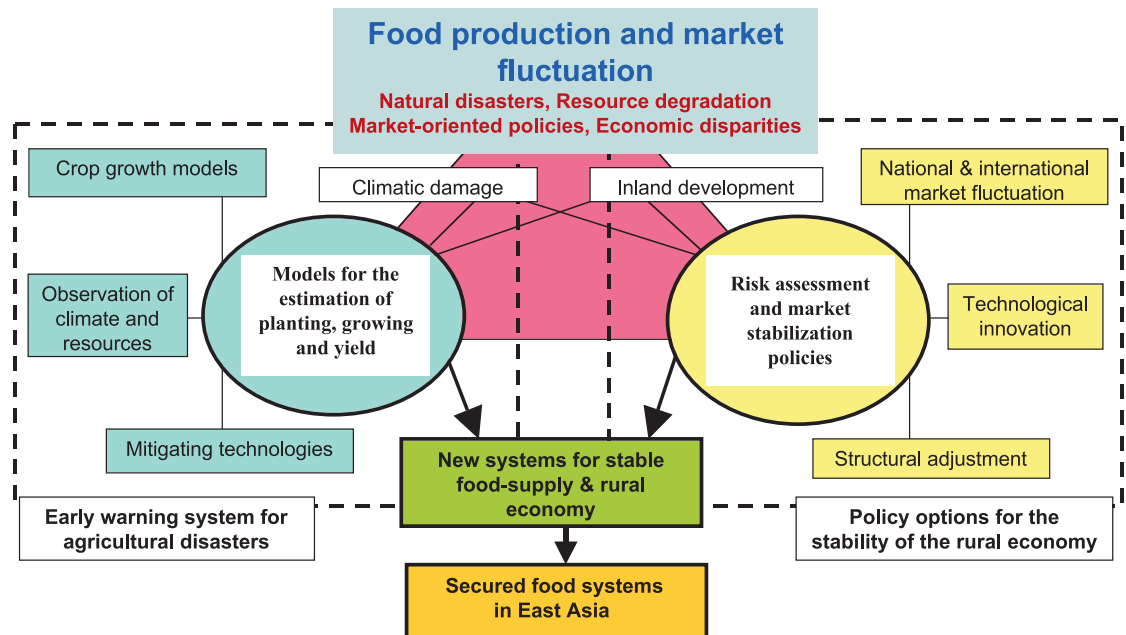 Food production and market
fluctuation
Natural disasters, Resource degradation
Market-oriented policies, Economic disparities
Crop growth models
Climatic damage
Inland development
National & international
market fluctuation
Observation of
climate and
resources
Models for the
estimation of
planting, growing
and yield
Risk assessment
and market
stabilization
policies
Technological
innovation
Mitigating technologies
New systems for stable
food-supply & rural
economy
Structural adjustment
Early warning system for
agricultural disasters
Policy options for the
stability of the rural economy
Secured food systems
in East Asia